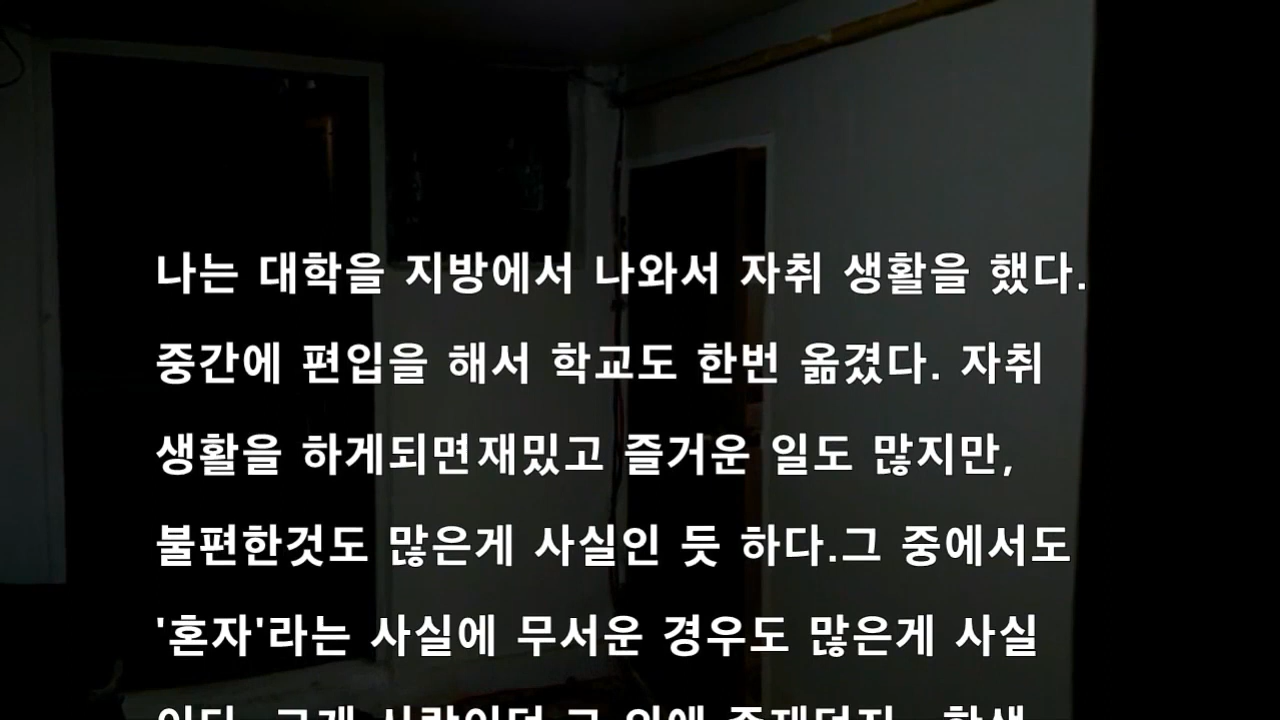 나는 대학을 지방에서 나와서 자취 생활을 했다.
중간에 편입을 해서 학교도 한번 옮겼다. 자취
생활을 하게되면재밌고 즐거운 일도 많지만,
불편한것도 많은게 사실인 듯 하다.그 중에서도
'혼자'라는 사실에 무서운 경우도 많은게 사실